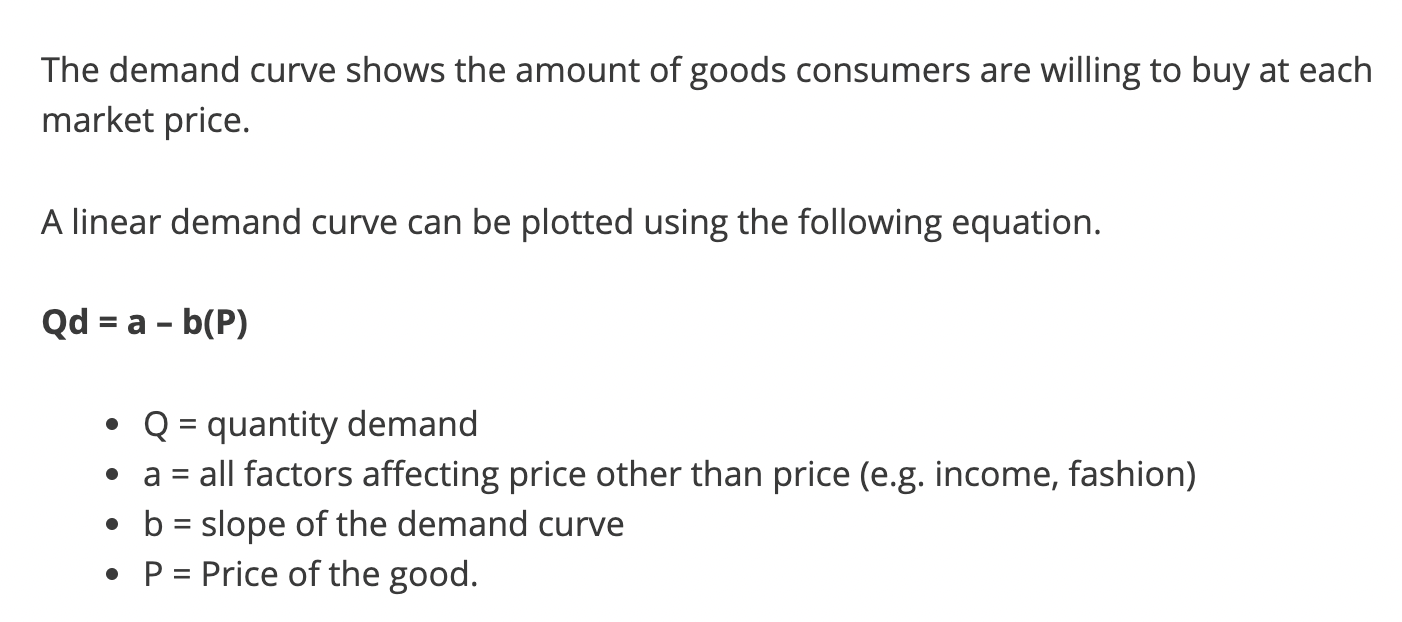 The demand curve shows the amount of goods consumers are willing to buy at each
market price.
A linear demand curve can be plotted using the following equation.
Qd = a – b(P)
• Q = quantity demand
• a = all factors affecting price other than price (e.g. income, fashion)
• b = slope of the demand curve
• P = Price of the good.